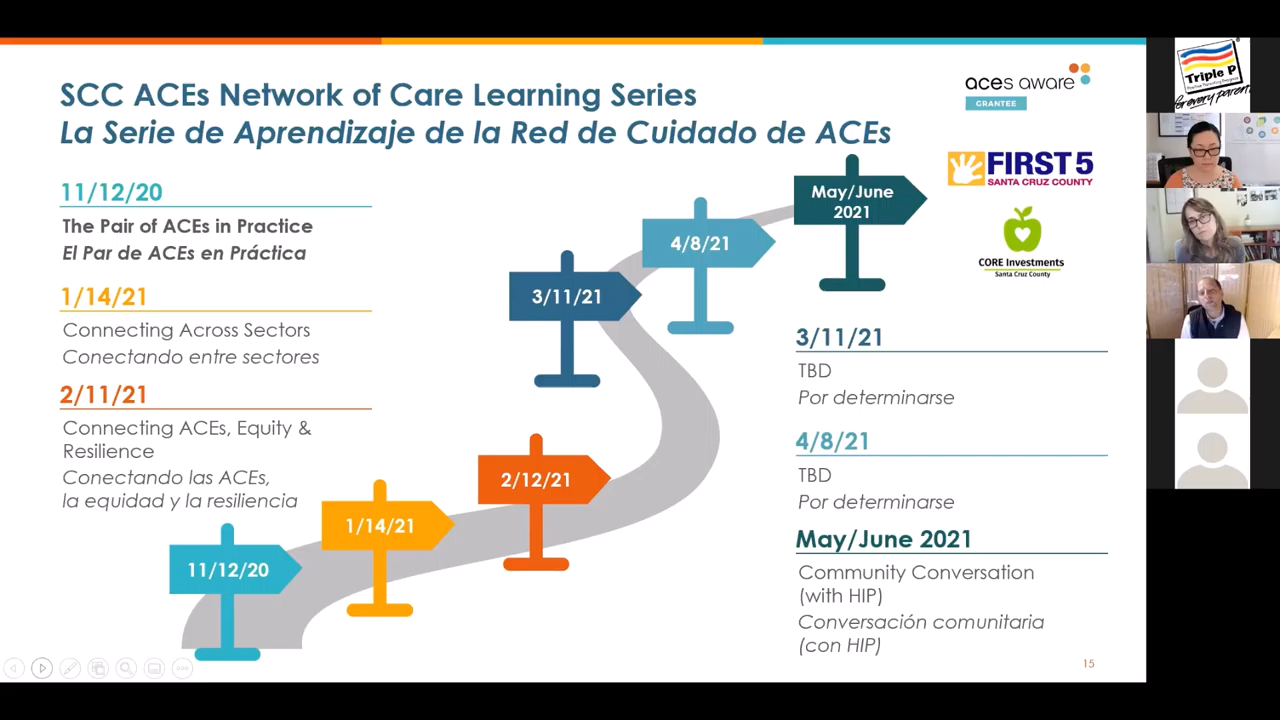 SCC ACEs Network of Care Learning Series
La Serie de Aprendizaje de la Red de Cuidado de ACEs
aces aware
GRANTEE
FIRST 5
SANTA CRUZ COUNTY
CORE Investments
Santa Cruz County
11/12/20
The Pair of ACEs in Practice
El Par de ACEs en Práctica
1/14/21
Connecting Across Sectors
Conectando entre sectores
2/11/21
Connecting ACEs, Equity &
Resilience
Conectando las ACEs,
la equidad y la resiliencia
11/12/20
1/14/21
2/12/21
3/11/21
4/8/21
May/June
2021
3/11/21
TBD
Por determinarse
4/8/21
TBD
Por determinarse
May/June 2021
Community Conversation
(with HIP)
Conversación comunitaria
(con HIP)
15
Triple P
for every parent